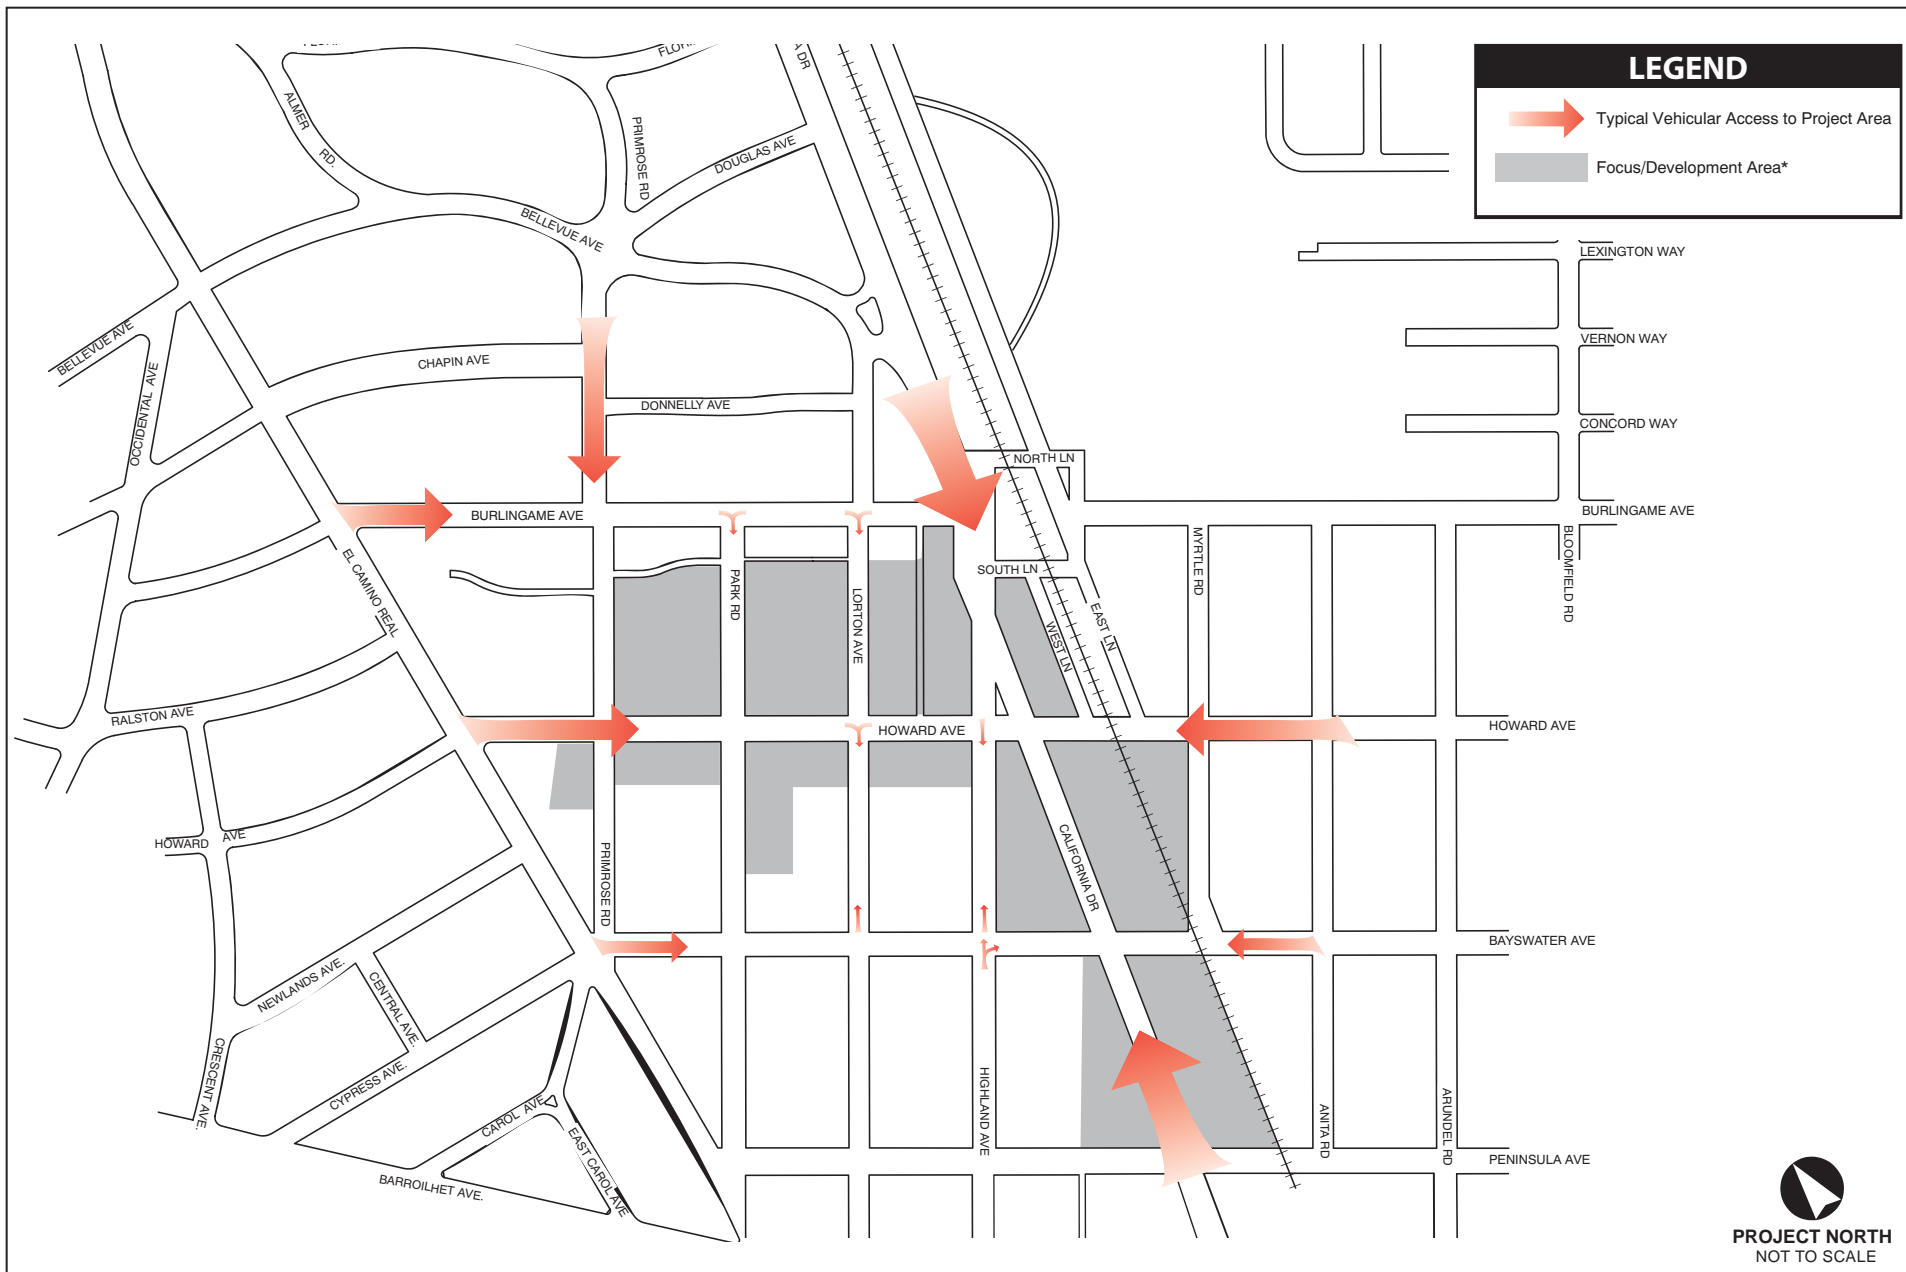 LEGEND
Typical Vehicular Access to Project Area
Focus/Development Area*
A DR
ALMER
RD.
PRIMROSE RD
DOUGLAS AVE
BELLEVUE AVE
LEXINGTON WAY
BELLEVUE AVE
VERNON WAY
CHAPIN AVE
OCCIDENTAL AVE
DONNELLY AVE
CONCORD WAY
NORTH LN
BURLINGAME AVE
BURLINGAME AVE
EL CAMINO REAL
PARK RD
LORTON AVE
SOUTH LN
WEST LN
EAST LN
MYRTLE RD
BLOOMFIELD RD
RALSTON AVE
HOWARD AVE
HOWARD AVE
HOWARD AVE
PRIMROSE RD
CALIFORNIA DR
BAYSWATER AVE
NEWLANDS AVE.
CENTRAL AVE.
CRESCENT AVE.
CYPRESS AVE.
CAROL AVE
EAST CAROL AVE
BARROILHET AVE.
HIGHLAND AVE
ANITA RD
ARUNDEL RD
PENINSULA AVE
PROJECT NORTH
NOT TO SCALE